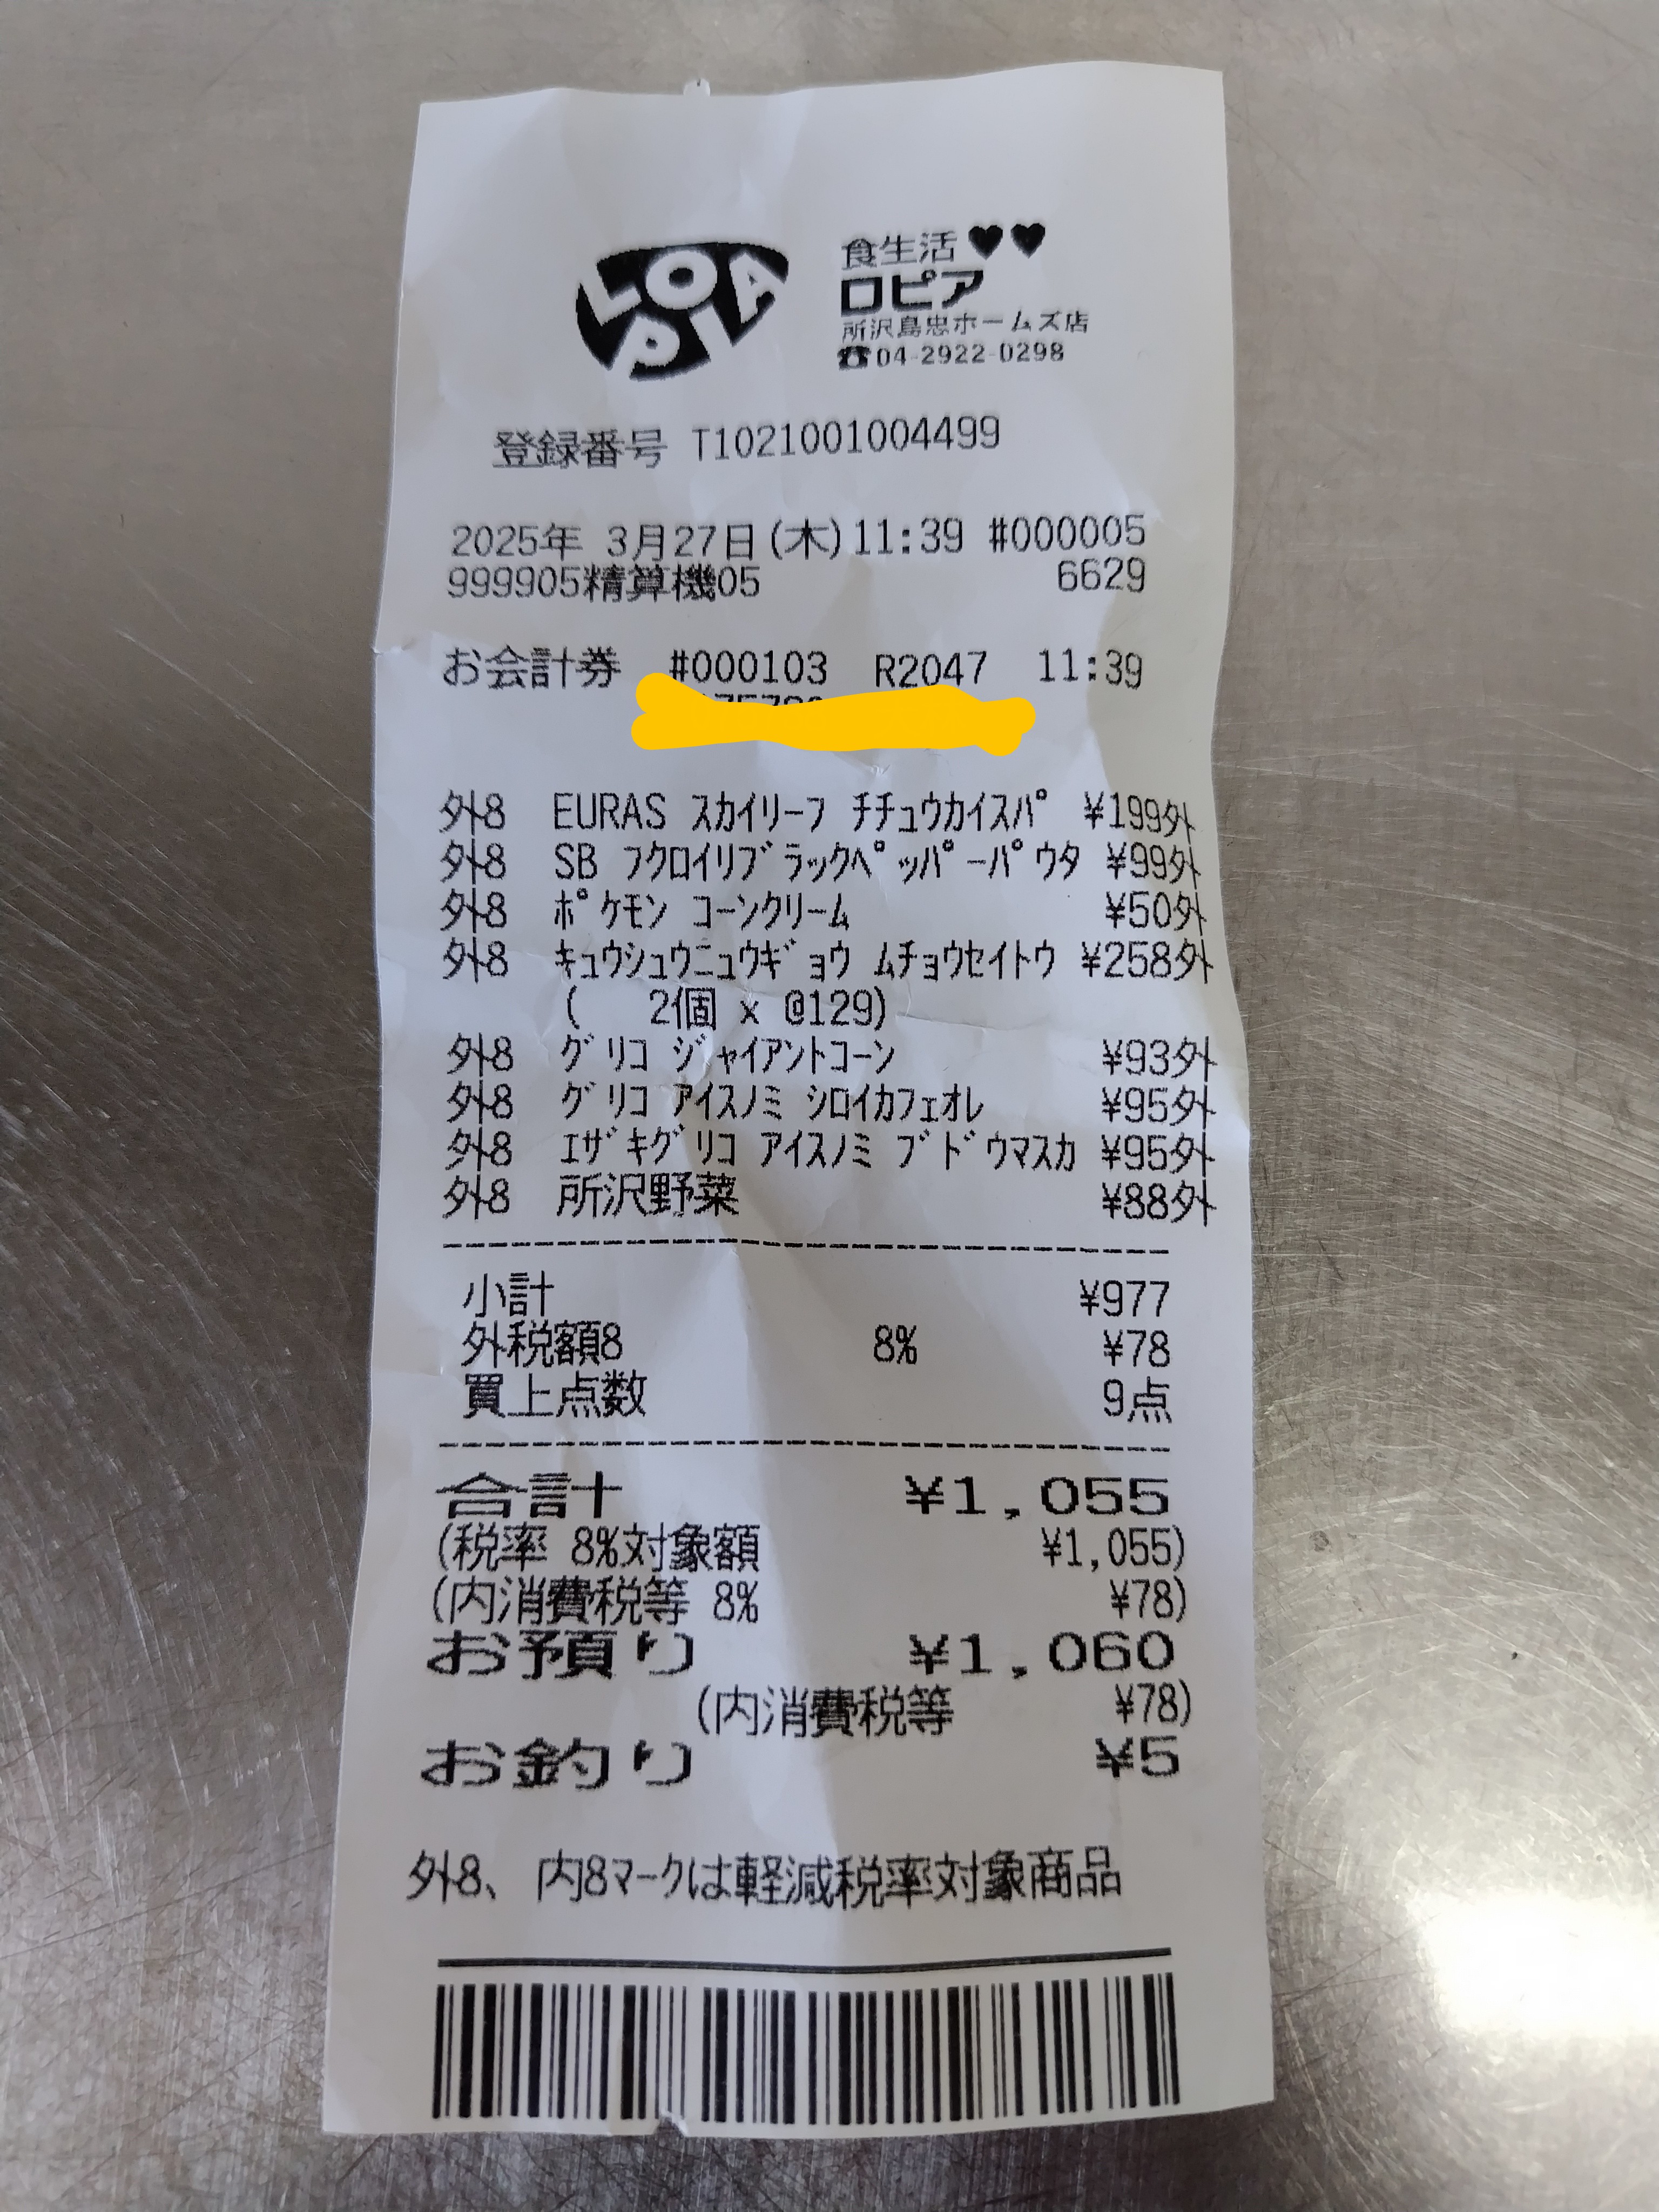 LOPIA
食生活♥♥
ロピア
所沢島忠ホームズ店
☎04-2922-0298
登録番号 T1021001004499
2025年 3月27日(木)11:39 #000005
999905精算機05 6629
お会計券 #000103 R2047 11:39
外8 EURAS スカイリーフ チチュウカイスパ ¥199外
外8 SB フクロイリブラックペッパーパウタ ¥99外
外8 ポケモン コーンクリーム ¥50外
外8 キュウシュウニュウギョウ ムチョウセイトウ ¥258外
( 2個 x @129)
外8 グリコ ジャイアントコーン ¥93外
外8 グリコ アイスノミ シロイカフェオレ ¥95外
外8 エザキグリコ アイスノミ ブドウマスカ ¥95外
外8 所沢野菜 ¥88外
小計 ¥977
外税額8 8% ¥78
買上点数 9点
合計 ¥1,055
(税率 8%対象額 ¥1,055)
(内消費税等 8% ¥78)
お預り ¥1,060
(内消費税等 ¥78)
お釣り ¥5
外8、内8マークは軽減税率対象商品